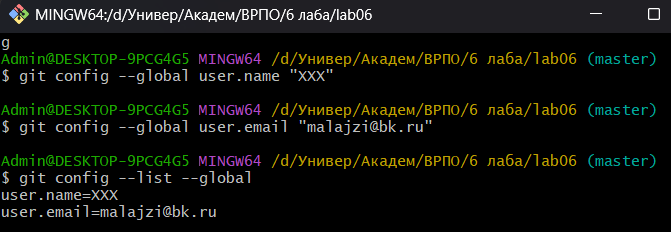 MINGW64:/d/Универ/Академ/ВРПО/6 лаба/lab06
g
Admin@DESKTOP-9PCG4G5 MINGW64 /d/Универ/Академ/ВРПО/6 лаба/lab06 (master)
$ git config --global user.name "XXX"
Admin@DESKTOP-9PCG4G5 MINGW64 /d/Универ/Академ/ВРПО/6 лаба/lab06 (master)
$ git config --global user.email "malajzi@bk.ru"
Admin@DESKTOP-9PCG4G5 MINGW64 /d/Универ/Академ/ВРПО/6 лаба/lab06 (master)
$ git config --list --global
user.name=XXX
user.email=malajzi@bk.ru